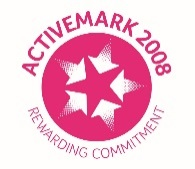 ACTIVEMARK 2008
REWARDING COMMITMENT